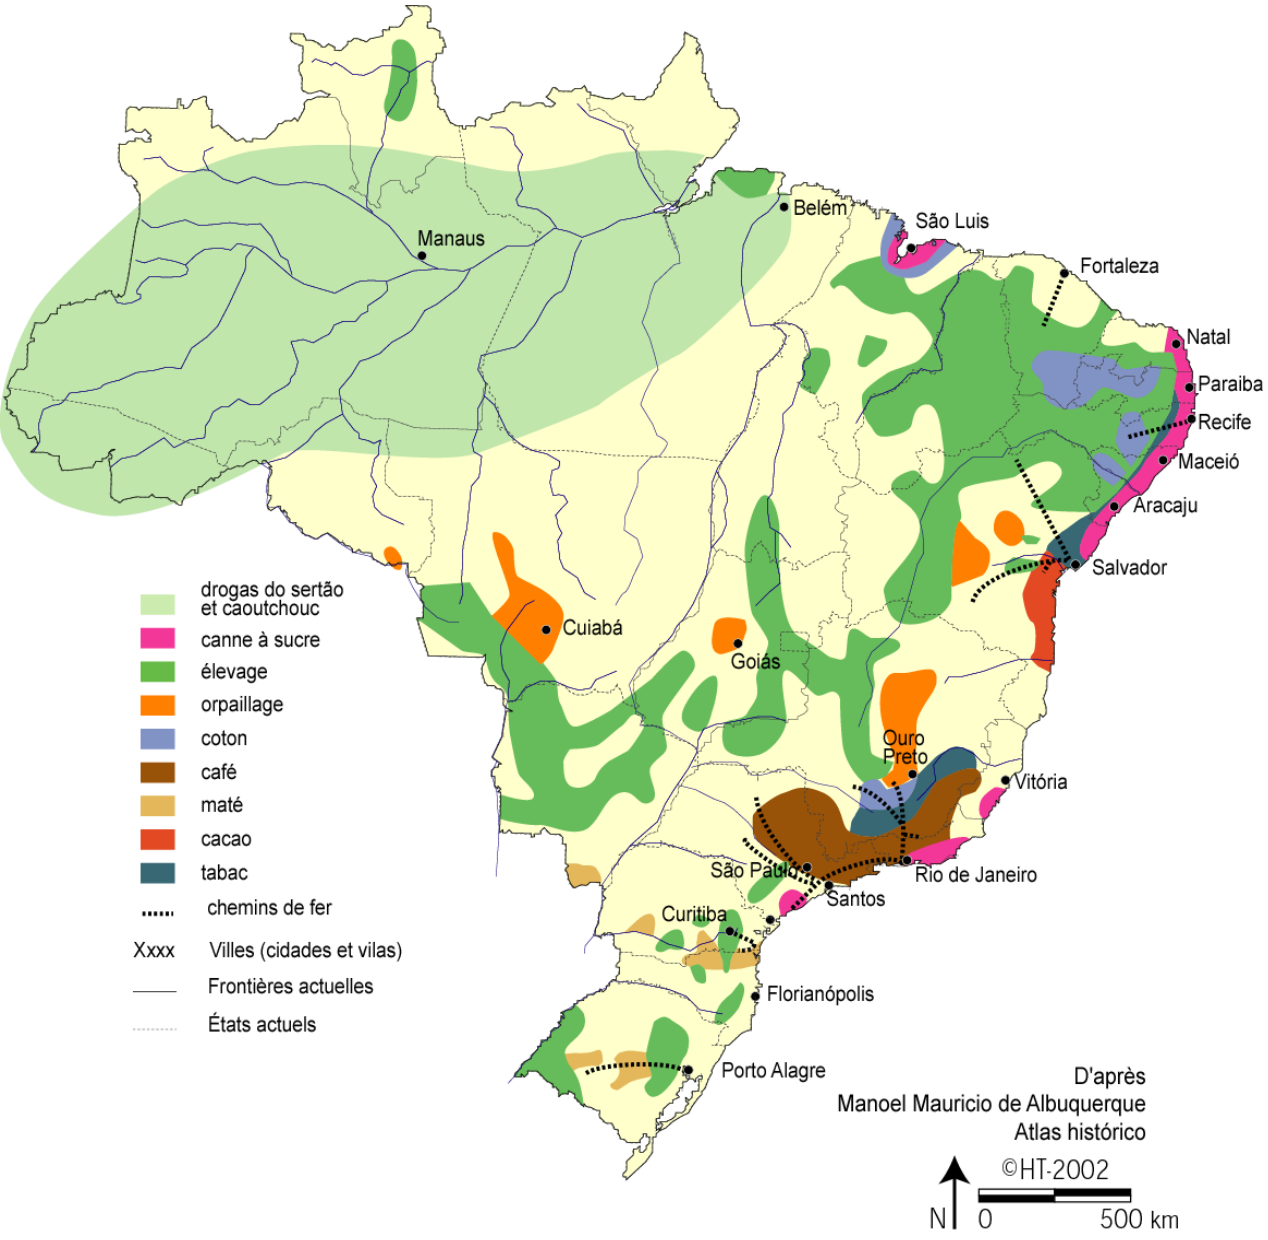 Belém
São Luis
Manaus
Fortaleza
Natal
Paraiba
Recife
Maceió
Aracaju
Salvador
Cuiabá
Goiás
Ouro
Preto
Vitória
São Paulo
Rio de Janeiro
Santos
Curitiba
Florianópolis
Porto Alagre
drogas do sertão
et caoutchouc
canne à sucre
élevage
orpaillage
coton
café
maté
cacao
tabac
chemins de fer
Xxxx Villes (cidades et vilas)
Frontières actuelles
États actuels
D'après
Manoel Mauricio de Albuquerque
Atlas histórico
©HT-2002
N 0 500 km